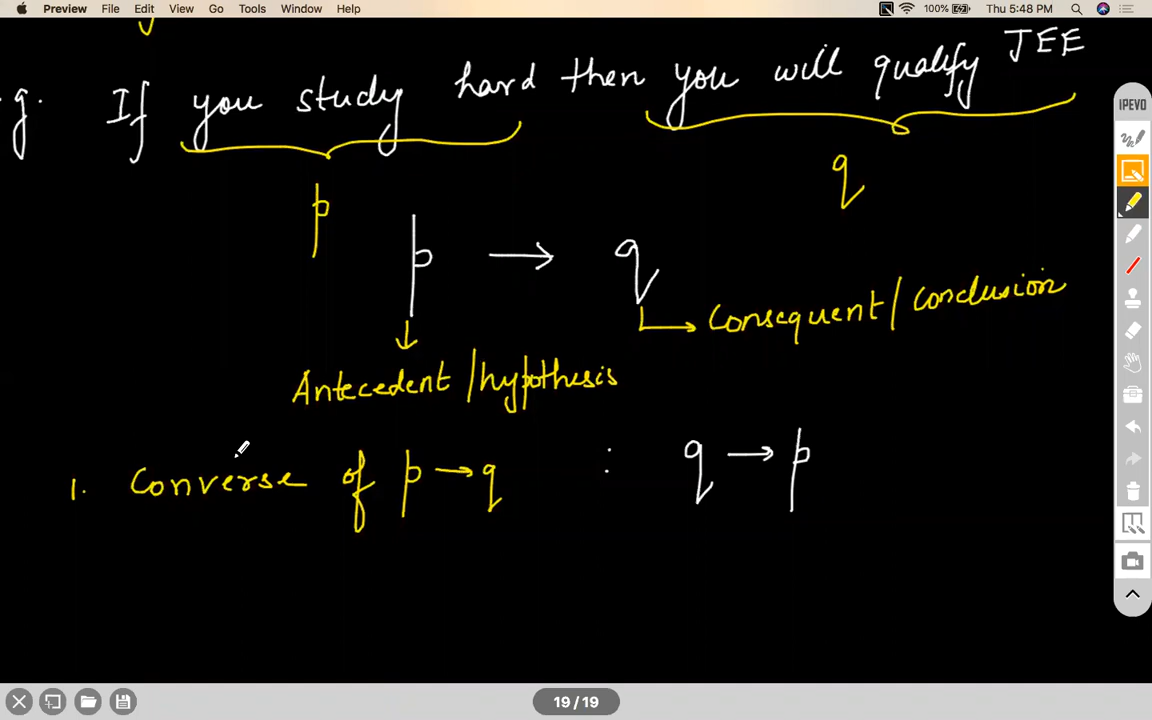 Preview File Edit View Go Tools Window Help 100% Thu 5:48 PM
.g. If you study hard then you will qualify JEE
p q
p → q
Consequent/conclusion
Antecedent/hypothesis
1. Converse of p → q : q → p
IPEVO
19/19